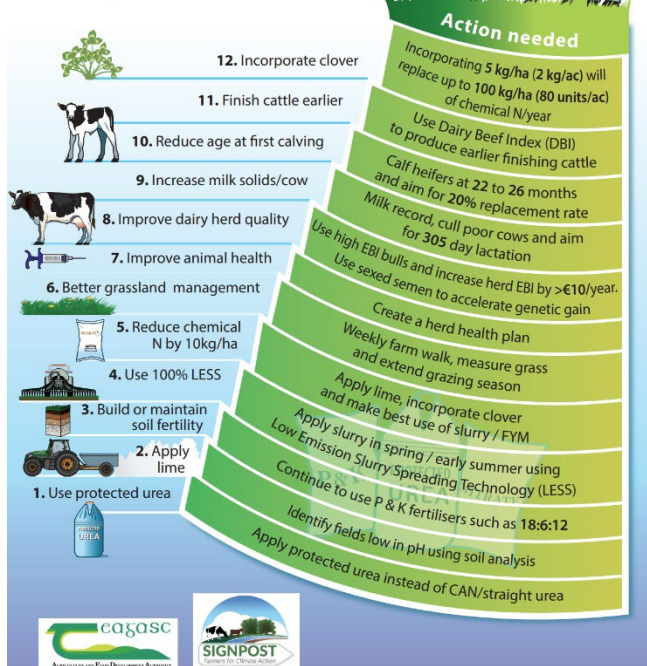 Action needed
12. Incorporate clover
Incorporating 5 kg/ha (2 kg/ac) will
replace up to 100 kg/ha (80 units/ac)
of chemical N/year
11. Finish cattle earlier
Use Dairy Beef Index (DBI)
to produce earlier finishing cattle
10. Reduce age at first calving
Calf heifers at 22 to 26 months
and aim for 20% replacement rate
9. Increase milk solids/cow
Milk record, cull poor cows and aim
for 305 day lactation
8. Improve dairy herd quality
Use high EBI bulls and increase herd EBI by >€10/year.
Use sexed semen to accelerate genetic gain
7. Improve animal health
Create a herd health plan
6. Better grassland management
Weekly farm walk, measure grass
and extend grazing season
5. Reduce chemical
N by 10kg/ha
Apply lime, incorporate clover
and make best use of slurry / FYM
4. Use 100% LESS
Apply slurry in spring / early summer using
Low Emission Slurry Spreading Technology (LESS)
3. Build or maintain
soil fertility
Continue to use P & K fertilisers such as 18:6:12
2. Apply
lime
Identify fields low in pH using soil analysis
1. Use protected urea
Apply protected urea instead of CAN/straight urea
PROTECTED
UREA
P&K
PROTECTED
UREA
teagasc
AGRICULTURE AND FOOD DEVELOPMENT AUTHORITY
SIGNPOST
Farmers for Climate Action